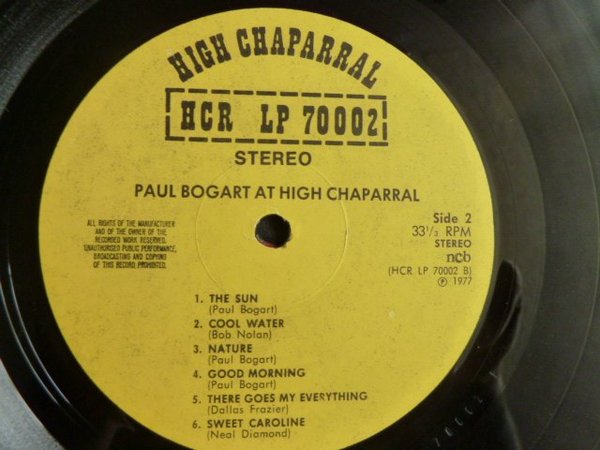 HIGH CHAPARRAL
HCR LP 70002
STEREO
PAUL BOGART AT HIGH CHAPARRAL
ALL RIGHTS OF THE MANUFACTURER
AND OF THE OWNER OF THE
RECORDED WORK RESERVED.
UNAUTHORISED PUBLIC PERFORMANCE,
BROADCASTING AND COPYING
OF THIS RECORD PROHIBITED.
Side 2
33 1/3 RPM
STEREO
ncb
(HCR LP 70002 B)
℗ 1977
1. THE SUN
(Paul Bogart)
2. COOL WATER
(Bob Nolan)
3. NATURE
(Paul Bogart)
4. GOOD MORNING
(Paul Bogart)
5. THERE GOES MY EVERYTHING
(Dallas Frazier)
6. SWEET CAROLINE
(Neal Diamond)